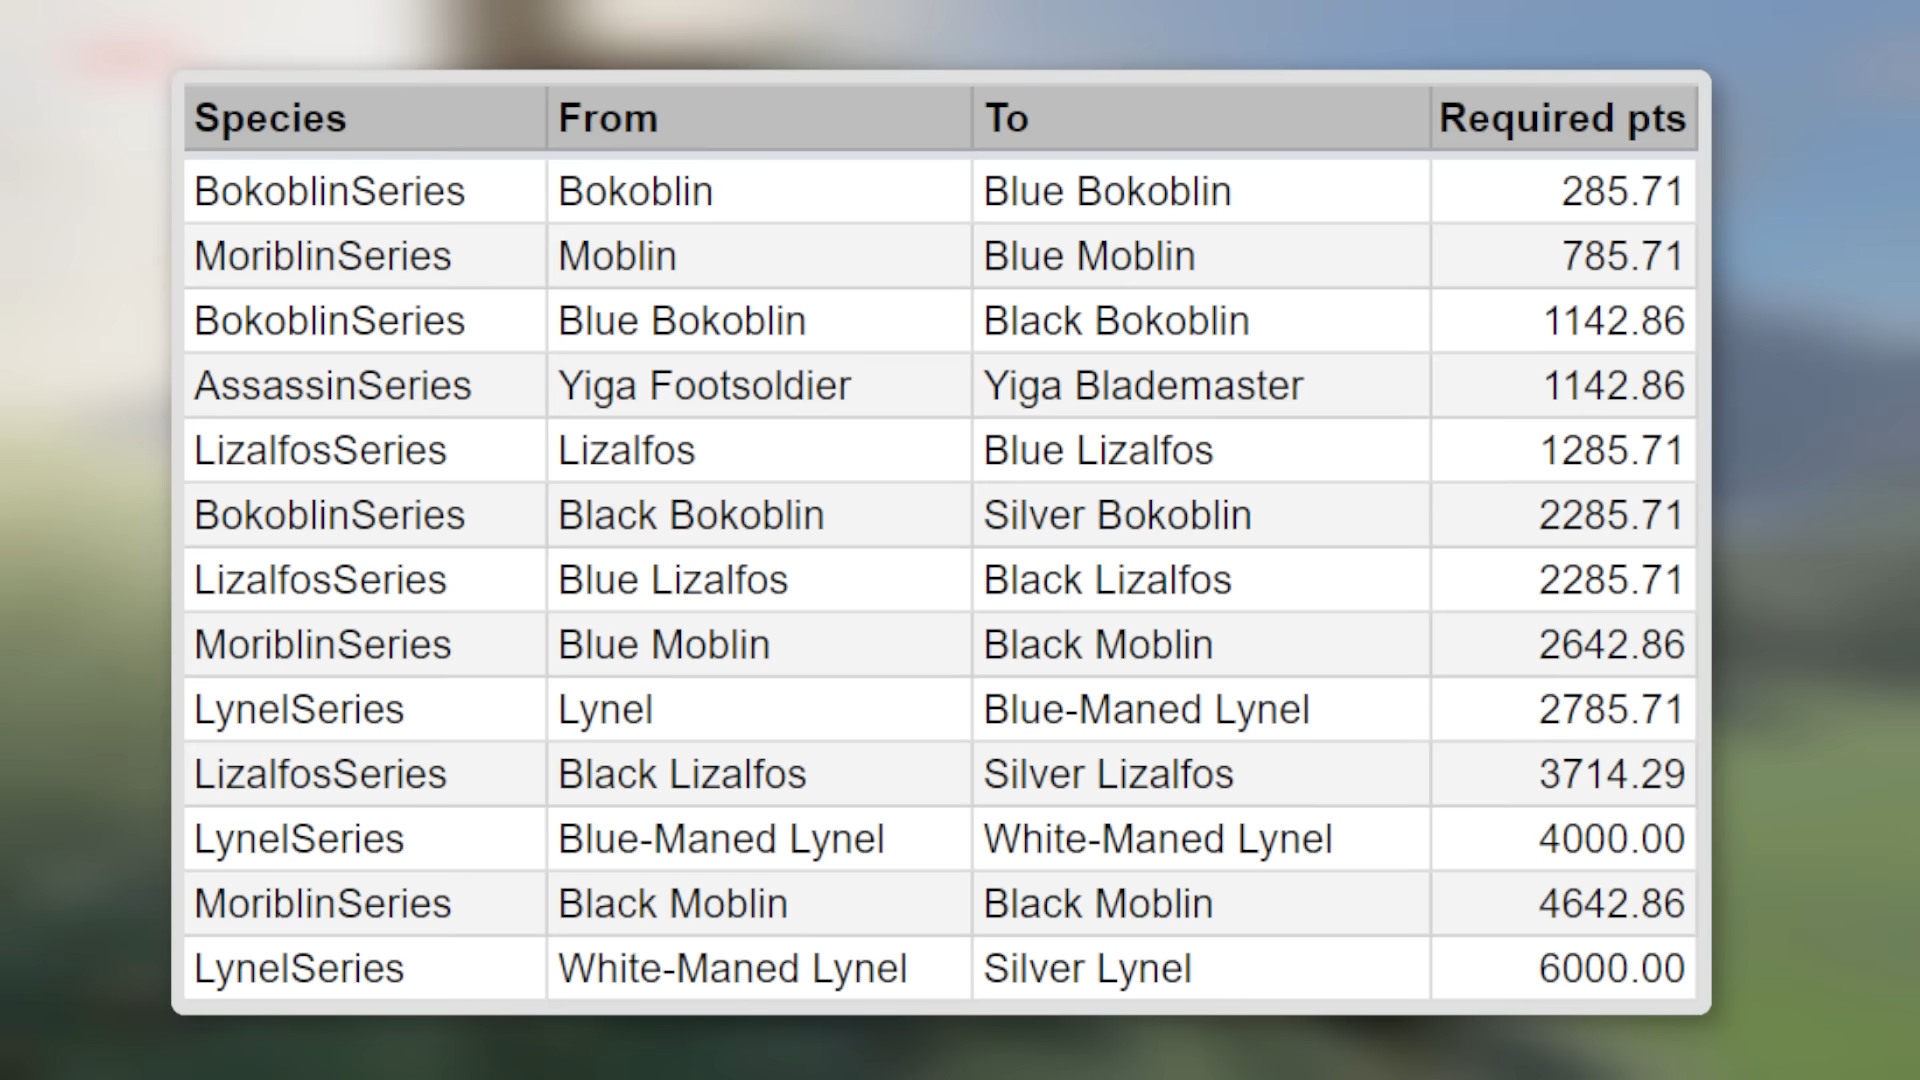 Species From To Required pts
BokoblinSeries Bokoblin Blue Bokoblin 285.71
MoriblinSeries Moblin Blue Moblin 785.71
BokoblinSeries Blue Bokoblin Black Bokoblin 1142.86
AssassinSeries Yiga Footsoldier Yiga Blademaster 1142.86
LizalfosSeries Lizalfos Blue Lizalfos 1285.71
BokoblinSeries Black Bokoblin Silver Bokoblin 2285.71
LizalfosSeries Blue Lizalfos Black Lizalfos 2285.71
MoriblinSeries Blue Moblin Black Moblin 2642.86
LynelSeries Lynel Blue-Maned Lynel 2785.71
LizalfosSeries Black Lizalfos Silver Lizalfos 3714.29
LynelSeries Blue-Maned Lynel White-Maned Lynel 4000.00
MoriblinSeries Black Moblin Black Moblin 4642.86
LynelSeries White-Maned Lynel Silver Lynel 6000.00